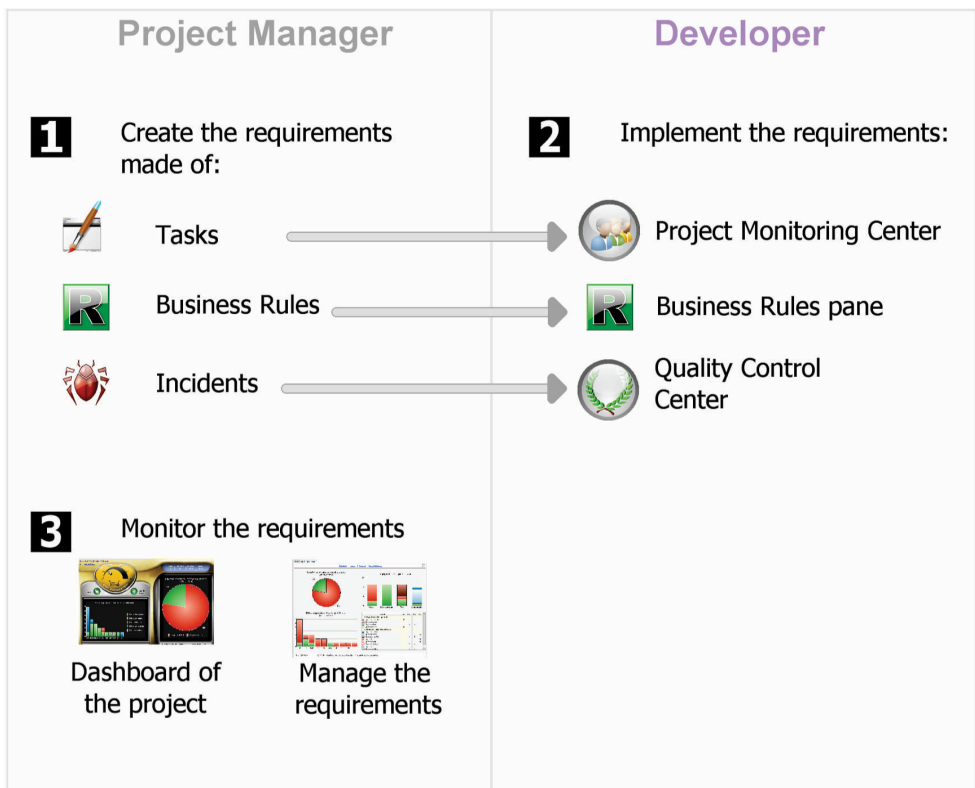 Project Manager
Developer
1
Create the requirements
made of:
2
Implement the requirements:
Tasks
Project Monitoring Center
R
Business Rules
R
Business Rules pane
Incidents
Quality Control
Center
3
Monitor the requirements
Dashboard of
the project
Manage the
requirements